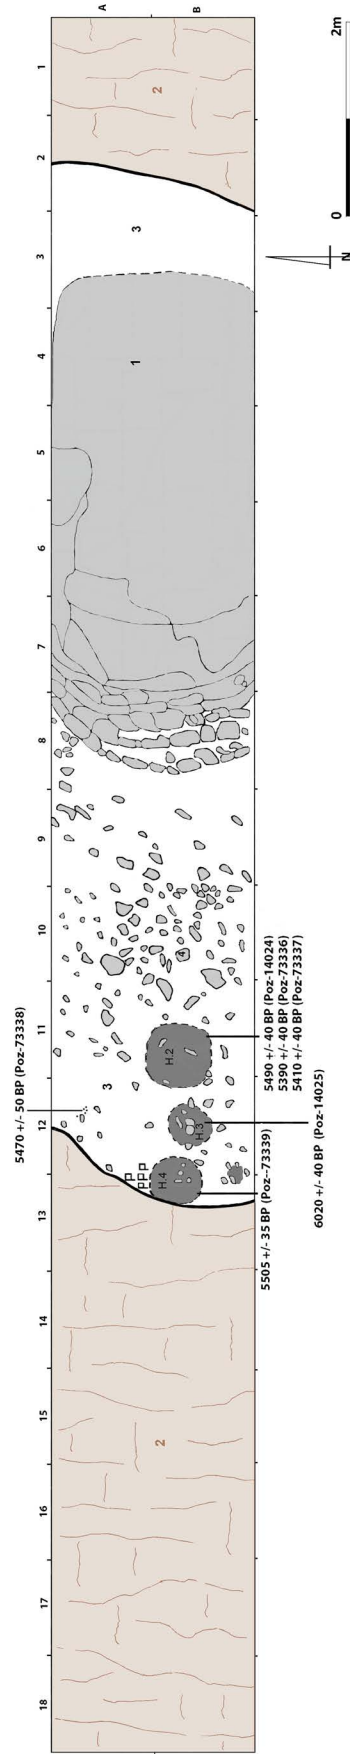 5470 +/- 50 BP (Poz-73338)
18 17 16 15 14 13 12 11 10 9 8 7 6 5 4 3 2 1
A
B
3
1
3
2
2
4
H.4
H.3
H.2
5490 +/- 40 BP (Poz-14024)
5390 +/- 40 BP (Poz-73336)
5410 +/- 40 BP (Poz-73337)
5505 +/- 35 BP (Poz--73339)
6020 +/- 40 BP (Poz-14025)
N
0 2m